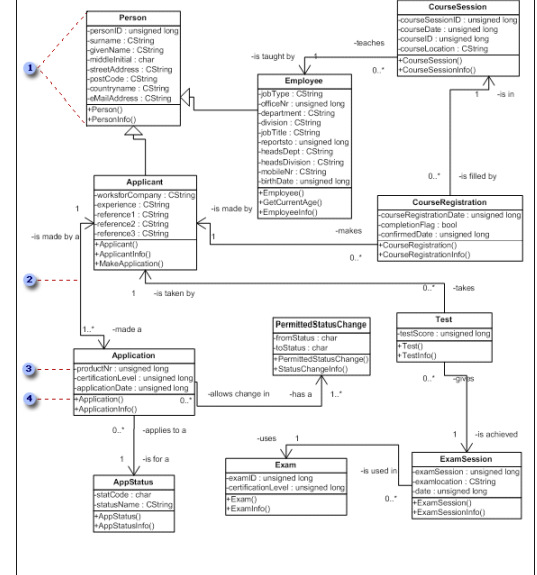 Person
-personID : unsigned long
-surname : CString
-givenName : CString
-middleInitial : char
-streetAddress : CString
-postCode : CString
-countryname : CString
-eMailAddress : CString
+Person()
+PersonInfo()
1
CourseSession
-courseSessionID : unsigned long
-courseDate : unsigned long
-courseID : unsigned long
-courseLocation : CString
+CourseSession()
+CourseSessionInfo()
-teaches
-is taught by
1
0..*
1
-is in
Employee
-jobType : CString
-officeNr : unsigned long
-department : CString
-division : CString
-jobTitle : CString
-reportsto : unsigned long
-headsDept : CString
-headsDivision : CString
-mobileNr : CString
-birthDate : unsigned long
+Employee()
+GetCurrentAge()
+EmployeeInfo()
0..*
-is filled by
Applicant
-worksforCompany : CString
-experience : CString
-reference1 : CString
-reference2 : CString
-reference3 : CString
+Applicant()
+ApplicantInfo()
+MakeApplication()
CourseRegistration
-courseRegistrationDate : unsigned long
-completionFlag : bool
-confirmedDate : unsigned long
+CourseRegistration()
+CourseRegistrationInfo()
-is made by
1
-makes
0..*
1
-is made by a
2
1
-is taken by
0..*
-takes
1..*
-made a
PermittedStatusChange
-fromStatus : char
-toStatus : char
+PermittedStatusChange()
+StatusChangeInfo()
Test
-testScore : unsigned long
+Test()
+TestInfo()
3
4
Application
-productNr : unsigned long
-certificationLevel : unsigned long
-applicationDate : unsigned long
+Application()
+ApplicationInfo()
0..*
-allows change in
-has a
1..*
0..*
-gives
0..*
-applies to a
1
-is for a
-uses
1
-is used in
0..*
1
-is achieved
AppStatus
-statCode : char
-statusName : CString
+AppStatus()
+AppStatusInfo()
Exam
-examID : unsigned long
-certificationLevel : unsigned long
+Exam()
+ExamInfo()
ExamSession
-examSession : unsigned long
-examlocation : CString
-date : unsigned long
+ExamSession()
+ExamSessionInfo()